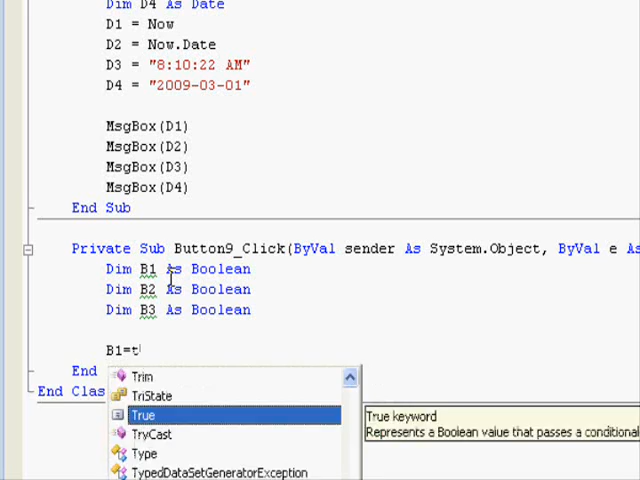 Dim D4 As Date
D1 = Now
D2 = Now.Date
D3 = "8:10:22 AM"
D4 = "2009-03-01"
MsgBox(D1)
MsgBox(D2)
MsgBox(D3)
MsgBox(D4)
End Sub
Private Sub Button9_Click(ByVal sender As System.Object, ByVal e As
Dim B1 As Boolean
Dim B2 As Boolean
Dim B3 As Boolean
B1=t
End
End Clas
Trim
TriState
True
TryCast
Type
TypedDataSetGeneratorException
True keyword
Represents a Boolean value that passes a conditional